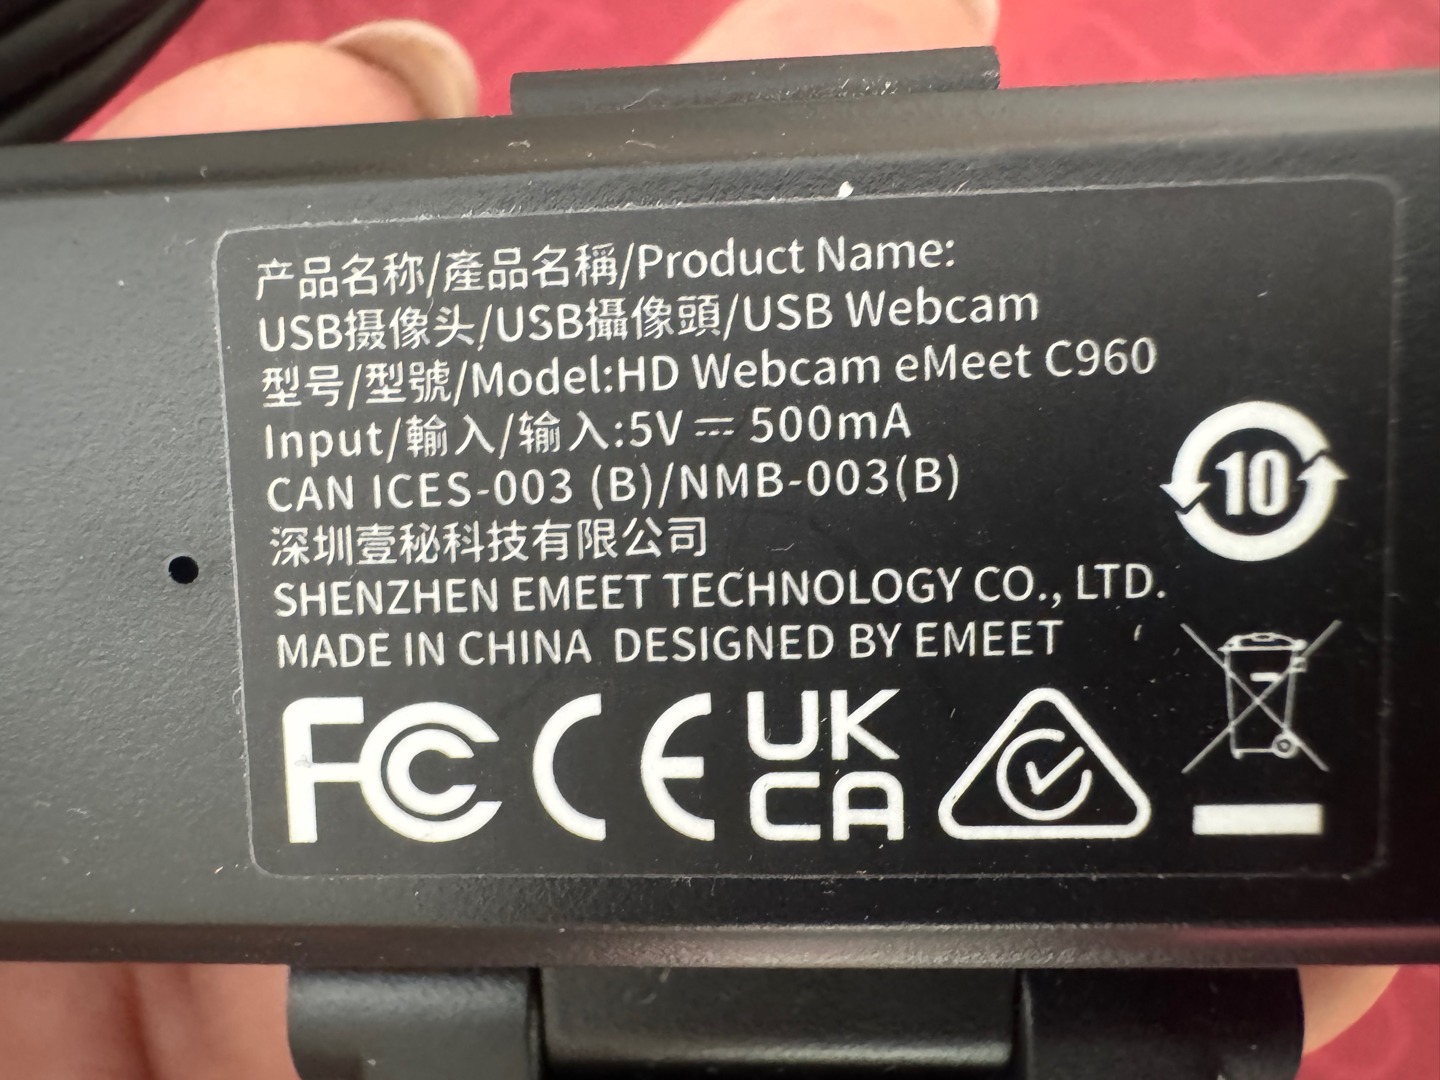 产品名称/產品名稱/Product Name:
USB摄像头/USB攝像頭/USB Webcam
型号/型號/Model:HD Webcam eMeet C960
Input/輸入/输入:5V ⎓ 500mA
CAN ICES-003 (B)/NMB-003(B)
深圳壹秘科技有限公司
SHENZHEN EMEET TECHNOLOGY CO., LTD.
MADE IN CHINA DESIGNED BY EMEET
10
FC CE UK
CA